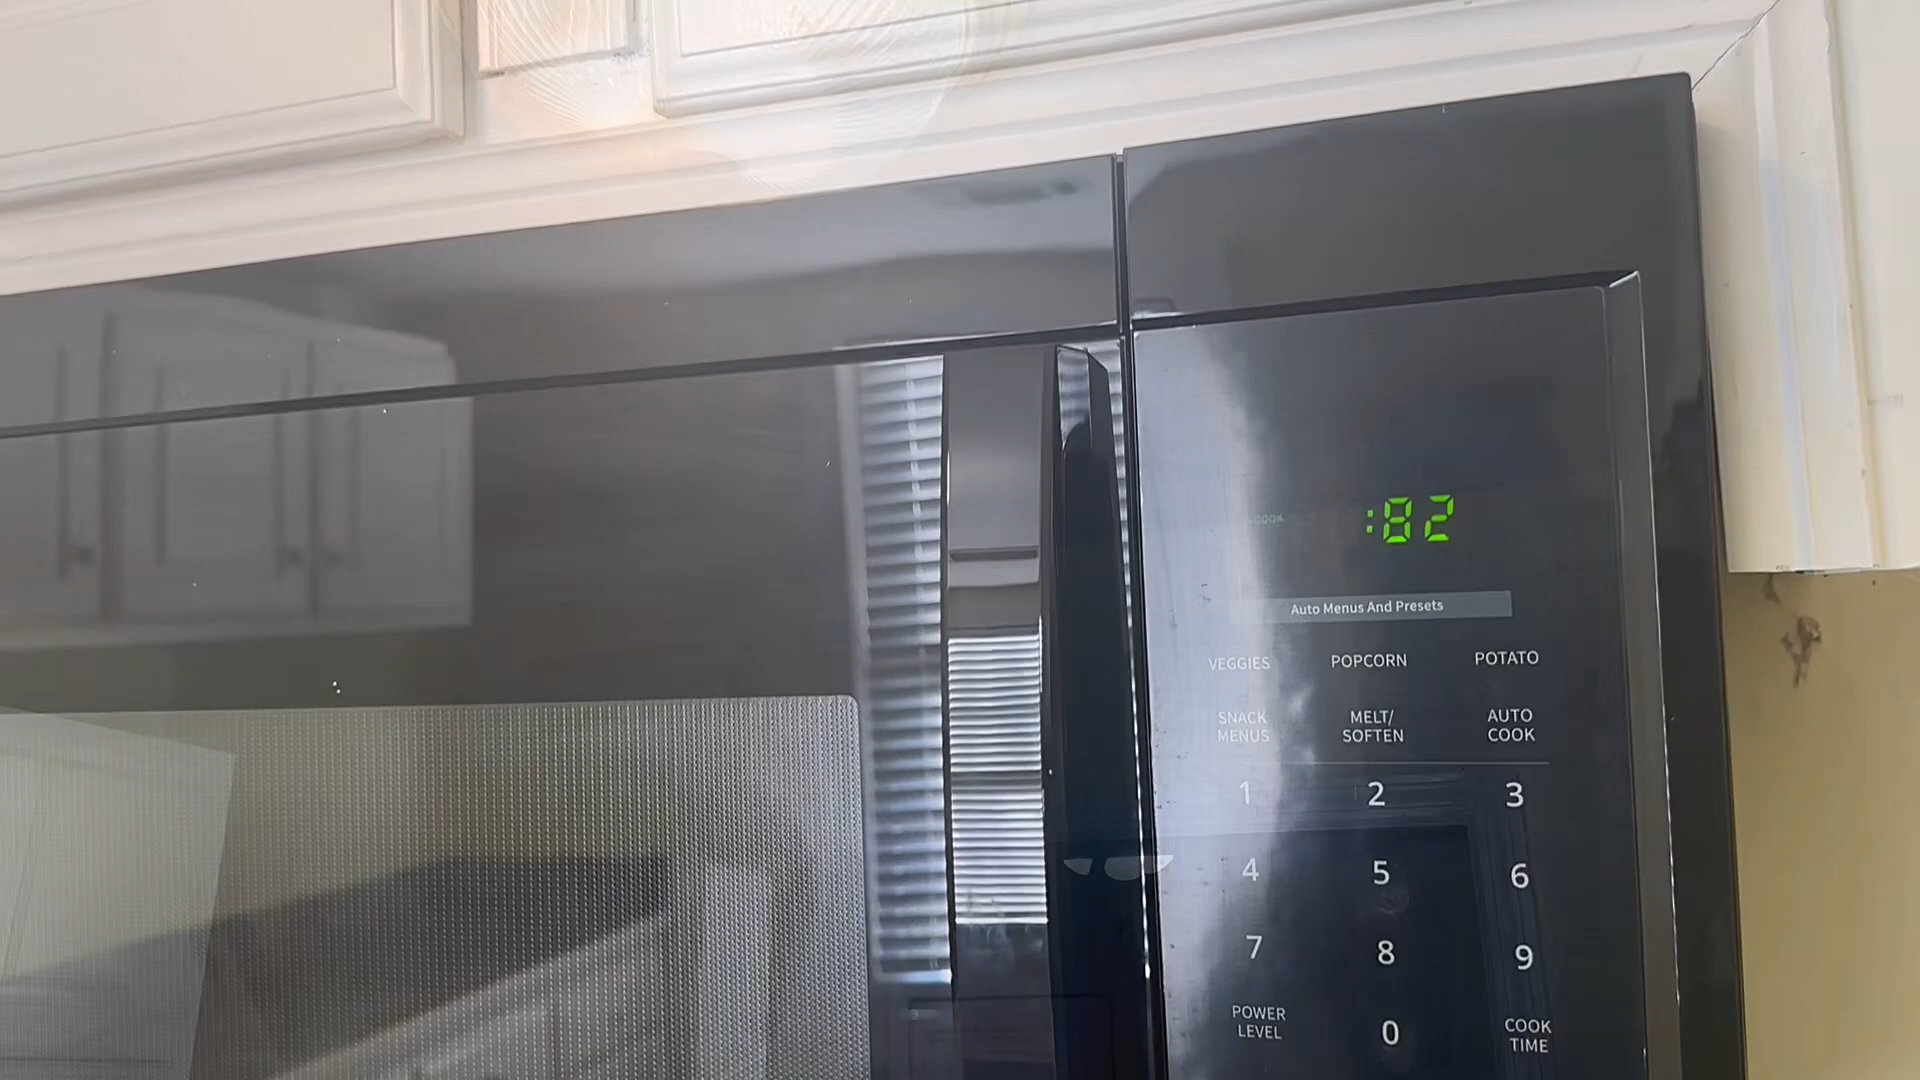 COOK
:82
Auto Menus And Presets
VEGGIES POPCORN POTATO
SNACK MENUS MELT/ SOFTEN AUTO COOK
1 2 3
4 5 6
7 8 9
POWER LEVEL 0 COOK TIME